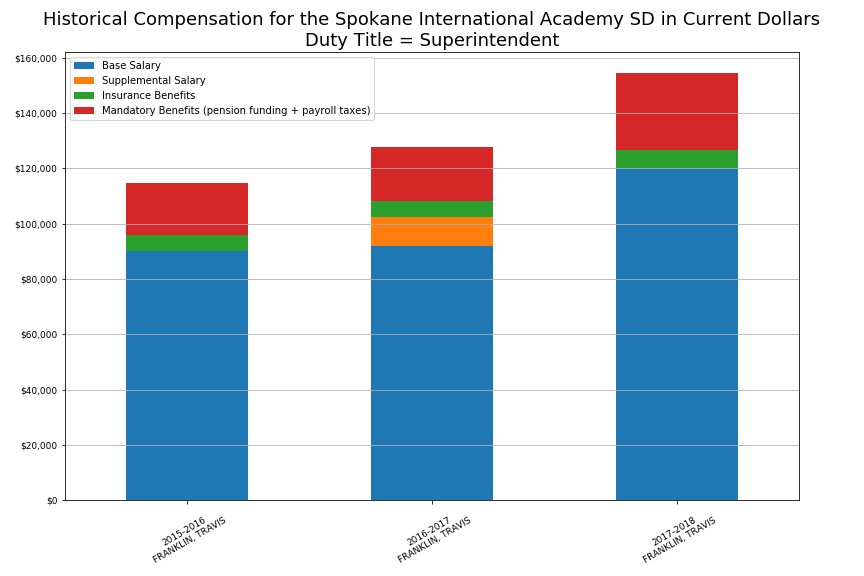 Historical Compensation for the Spokane International Academy SD in Current Dollars
Duty Title = Superintendent
Base Salary
Supplemental Salary
Insurance Benefits
Mandatory Benefits (pension funding + payroll taxes)
$160,000
$140,000
$120,000
$100,000
$80,000
$60,000
$40,000
$20,000
$0
2015-2016
FRANKLIN, TRAVIS
2016-2017
FRANKLIN, TRAVIS
2017-2018
FRANKLIN, TRAVIS